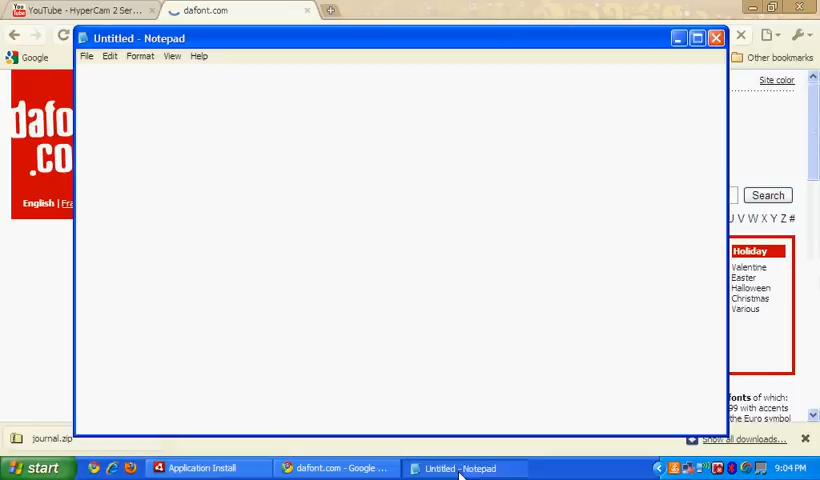 YouTube - HyperCam 2 Ser...
dafont.com
Untitled - Notepad
File Edit Format View Help
Google
Other bookmarks
Site color
dafo
.co
Search
English | Fra
U V W X Y Z #
Holiday
Valentine
Easter
Halloween
Christmas
Various
fonts of which:
99 with accents
the Euro symbol
journal.zip
Show all downloads...
start
Application Install
dafont.com - Google ...
Untitled - Notepad
9:04 PM